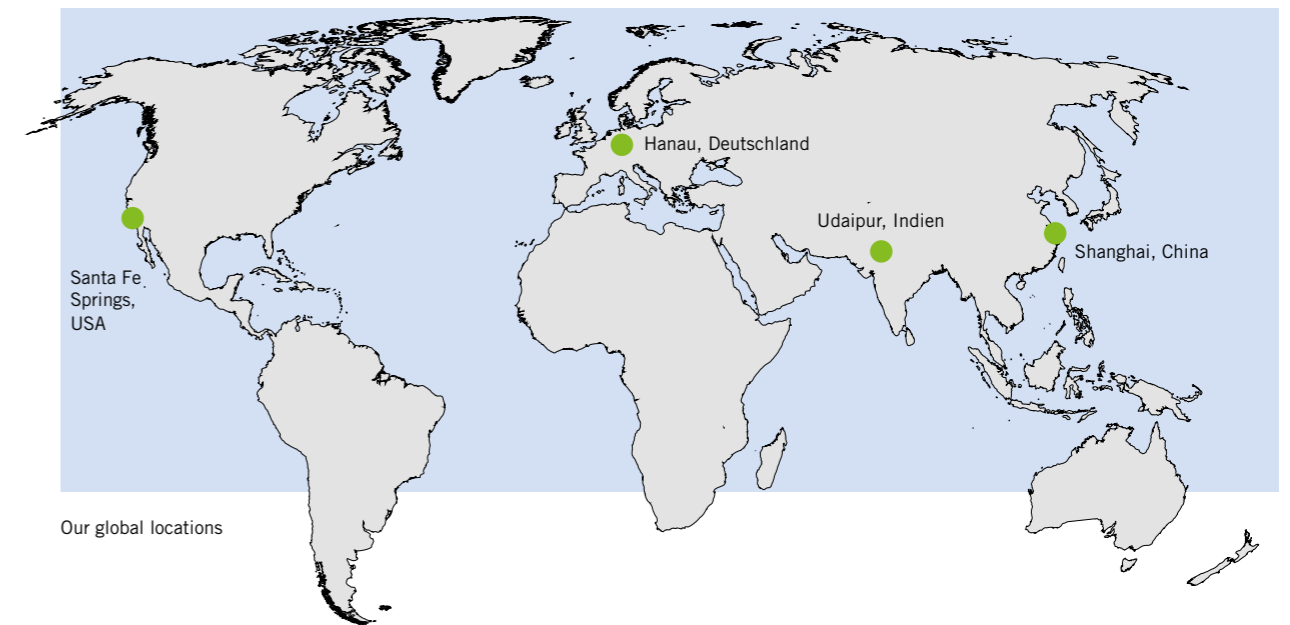 Hanau, Deutschland
Udaipur, Indien
Shanghai, China
Santa Fe
Springs,
USA
Our global locations